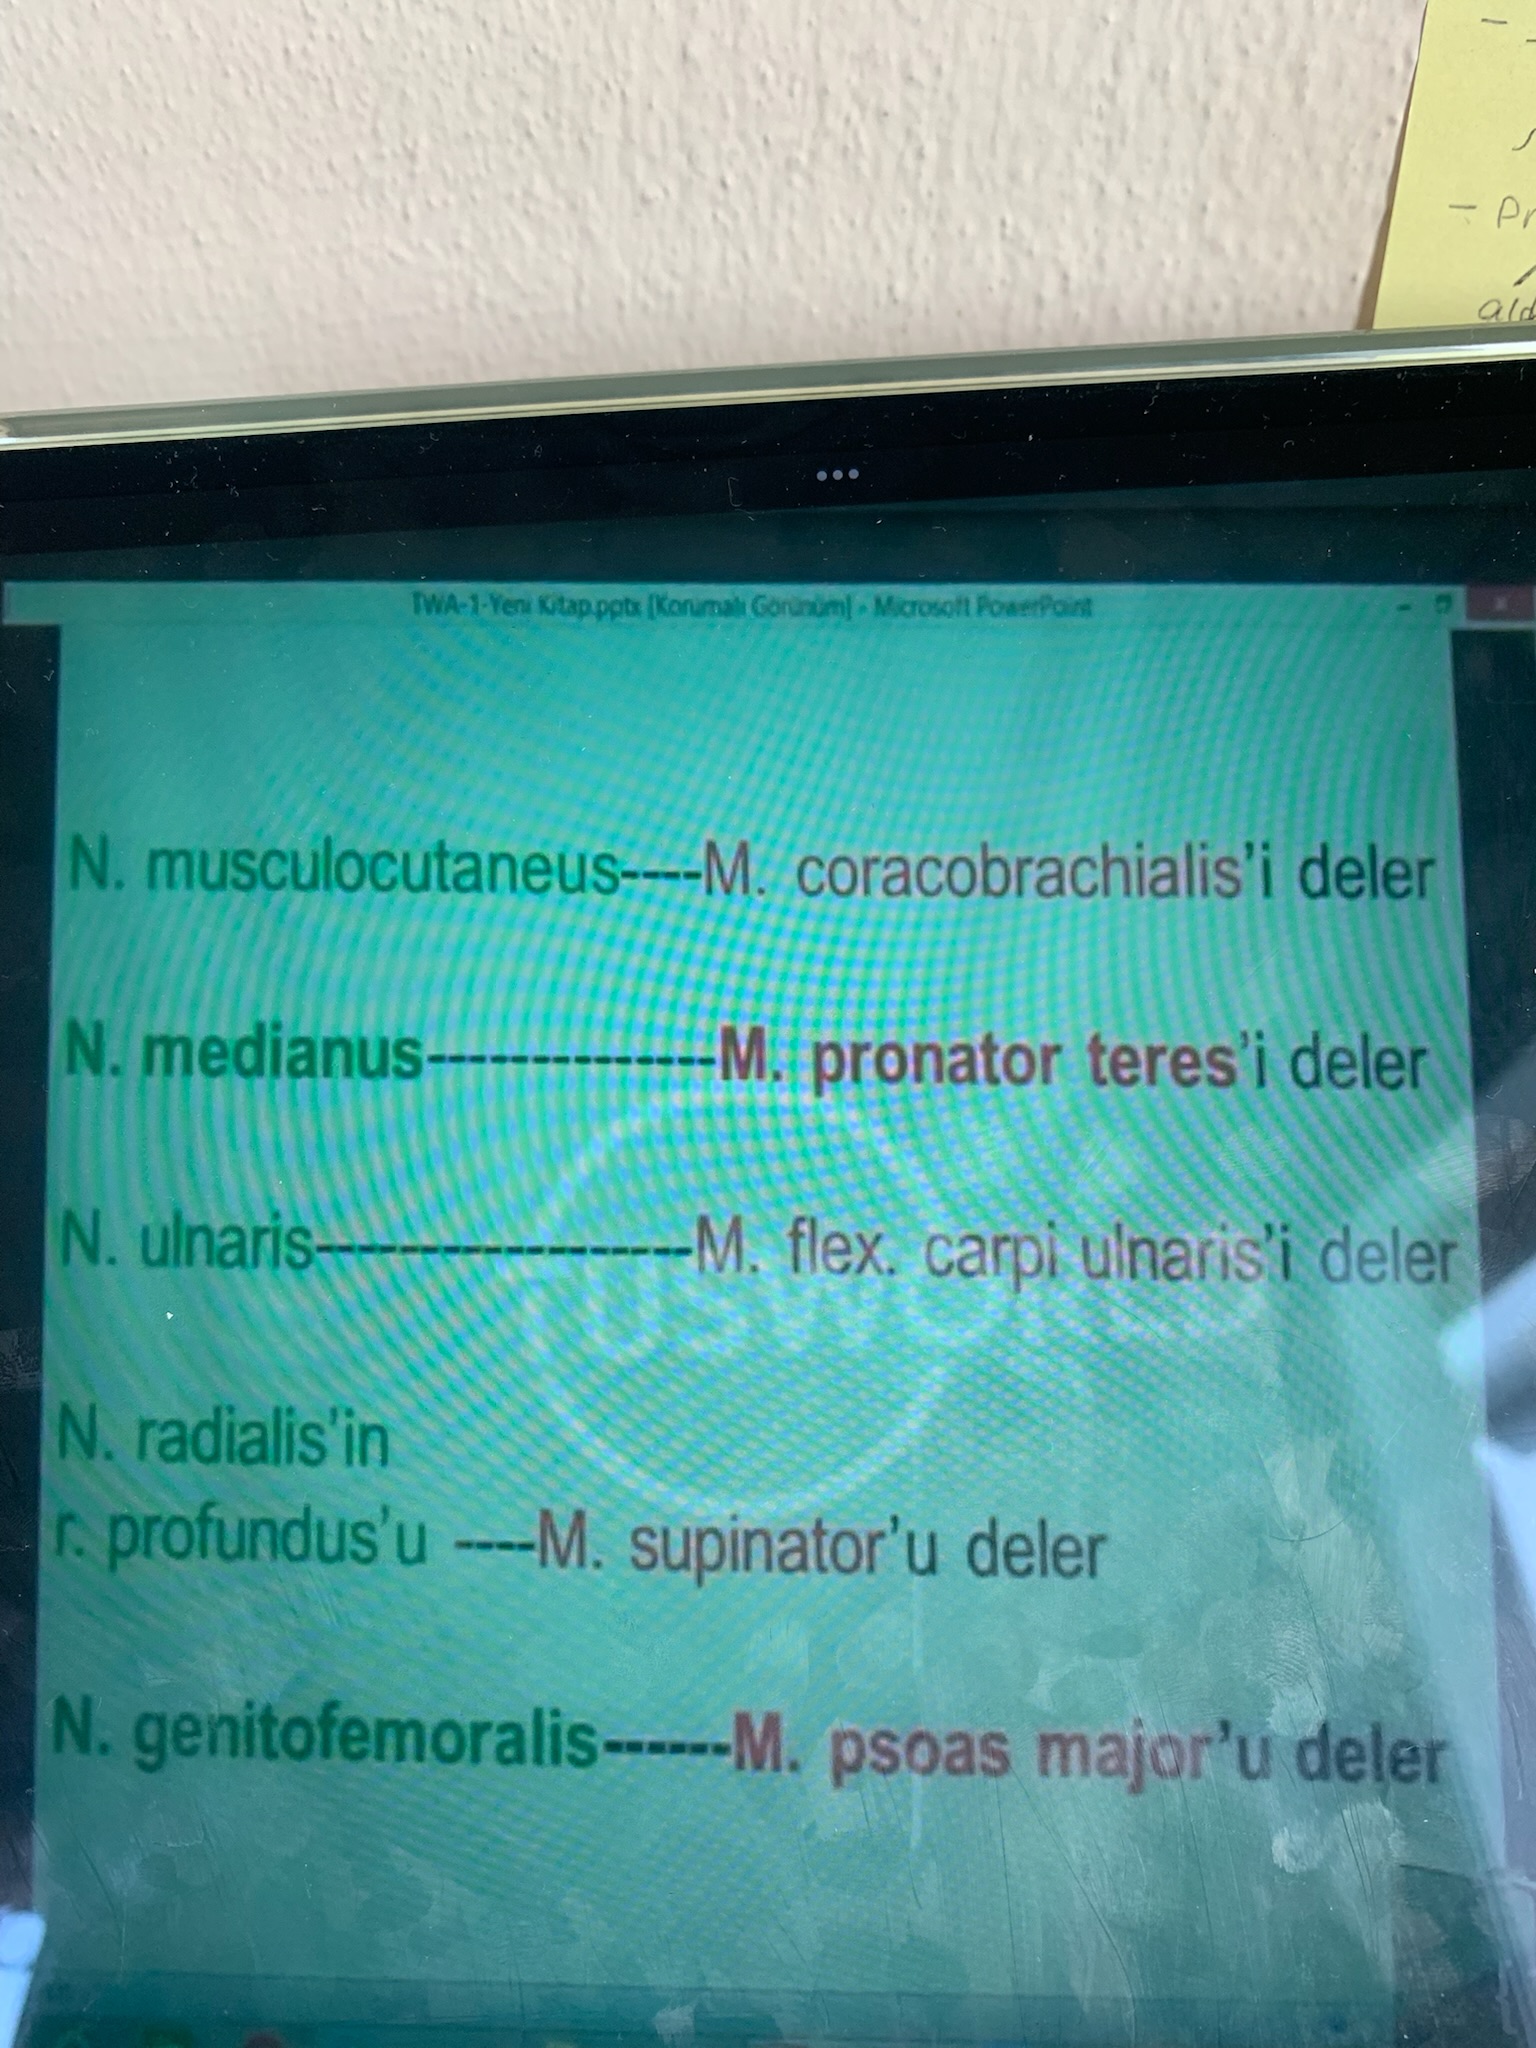 -
- Pr
TWA-1-Yeni Kitap.pptx [Korumalı Görünüm] - Microsoft PowerPoint
N. musculocutaneus----M. coracobrachialis'i deler
N. medianus--------------M. pronator teres'i deler
N. ulnaris------------------M. flex. carpi ulnaris'i deler
N. radialis'in
r. profundus'u ----M. supinator'u deler
N. genitofemoralis------M. psoas major'u deler